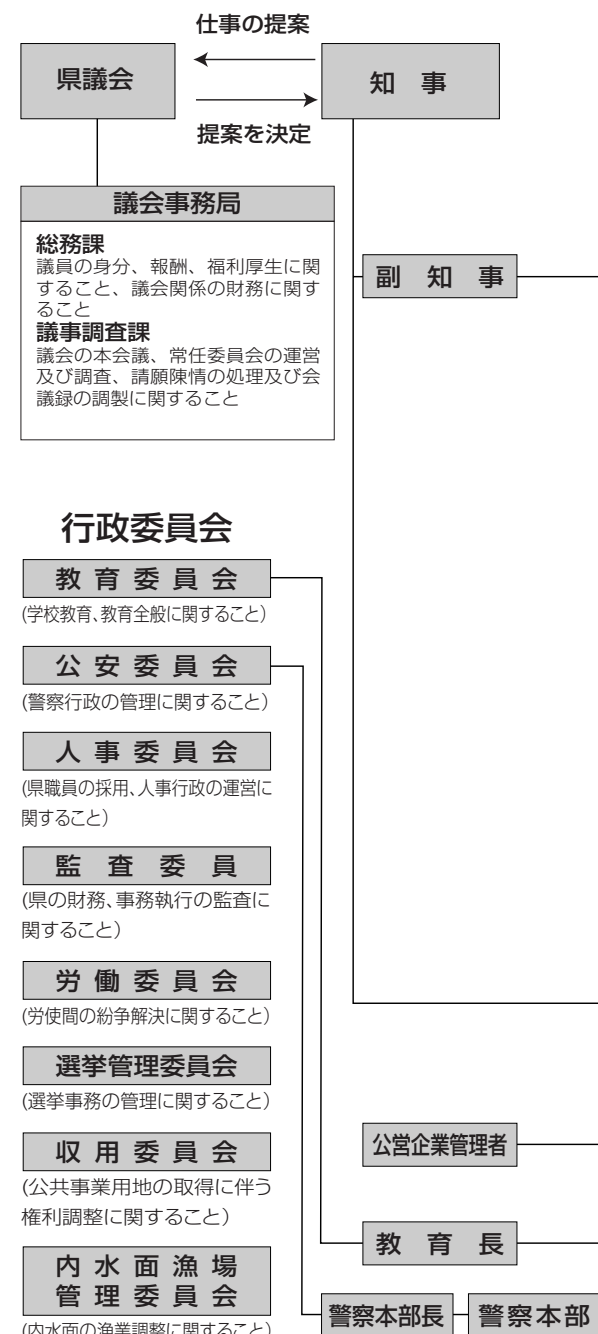 仕事の提案
県議会
知事
提案を決定
議会事務局
総務課
議員の身分、報酬、福利厚生に関
すること、議会関係の財務に関す
ること
議事調査課
議会の本会議、常任委員会の運営
及び調査、請願陳情の処理及び会
議録の調製に関すること
副知事
行政委員会
教育委員会
(学校教育、教育全般に関すること)
公安委員会
(警察行政の管理に関すること)
人事委員会
(県職員の採用、人事行政の運営に
関すること)
監査委員
(県の財務、事務執行の監査に
関すること)
労働委員会
(労使間の紛争解決に関すること)
選挙管理委員会
(選挙事務の管理に関すること)
収用委員会
(公共事業用地の取得に伴う
権利調整に関すること)
内水面漁場
管理委員会
(内水面の漁業調整に関すること)
公営企業管理者
教育長
警察本部長
警察本部